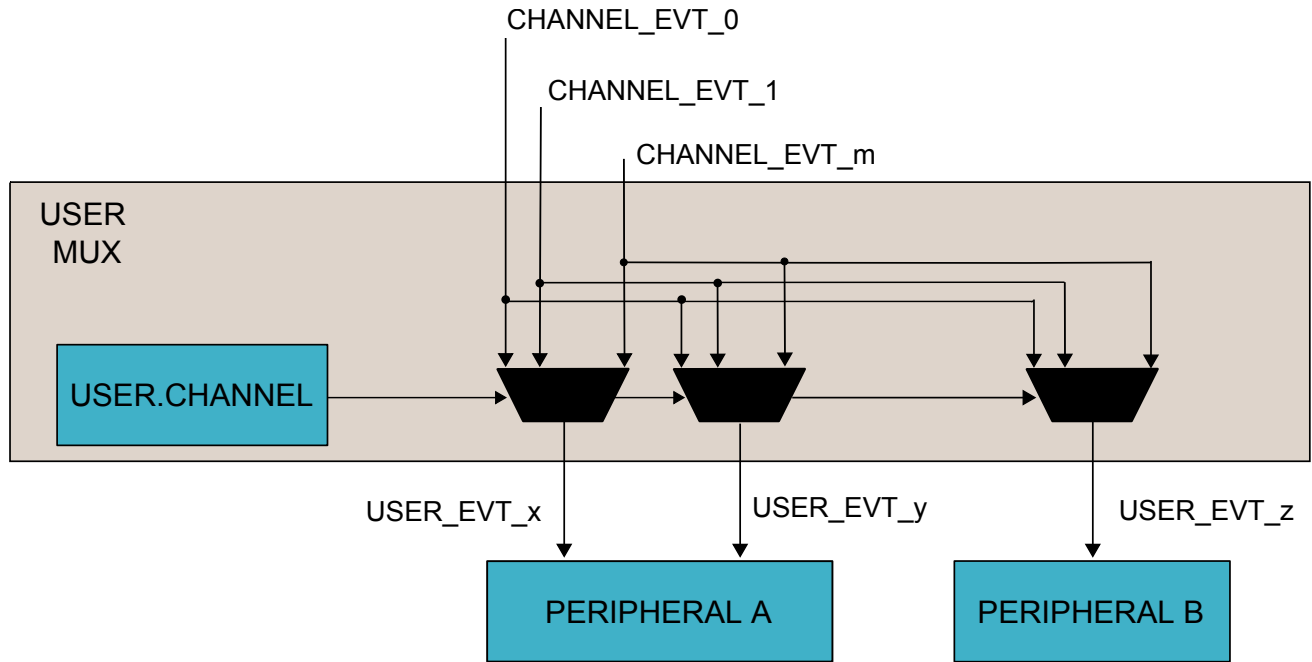 CHANNEL_EVT_0
CHANNEL_EVT_1
CHANNEL_EVT_m
USER
MUX
USER.CHANNEL
USER_EVT_x
USER_EVT_y
USER_EVT_z
PERIPHERAL A
PERIPHERAL B